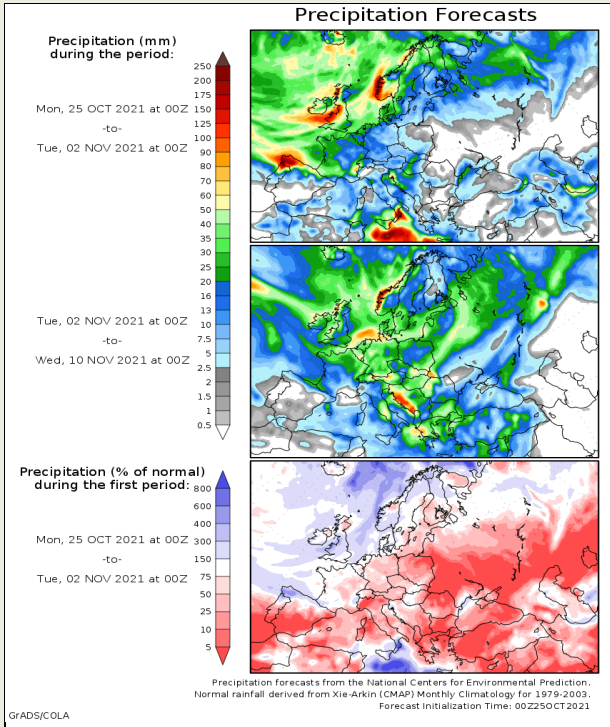 Precipitation Forecasts
Precipitation (mm)
during the period:
Mon, 25 OCT 2021 at 00Z
-to-
Tue, 02 NOV 2021 at 00Z
250
200
175
150
125
100
90
80
70
60
50
40
35
30
25
20
16
13
10
7.5
5
2.5
2
1.5
1
0.5
Tue, 02 NOV 2021 at 00Z
-to-
Wed, 10 NOV 2021 at 00Z
Precipitation (% of normal)
during the first period:
Mon, 25 OCT 2021 at 00Z
-to-
Tue, 02 NOV 2021 at 00Z
800
600
400
300
150
75
50
25
10
5
Precipitation forecasts from the National Centers for Environmental Prediction.
Normal rainfall derived from Xie-Arkin (CMAP) Monthly Climatology for 1979-2003.
Forecast Initialization Time: 00Z25OCT2021
GrADS/COLA